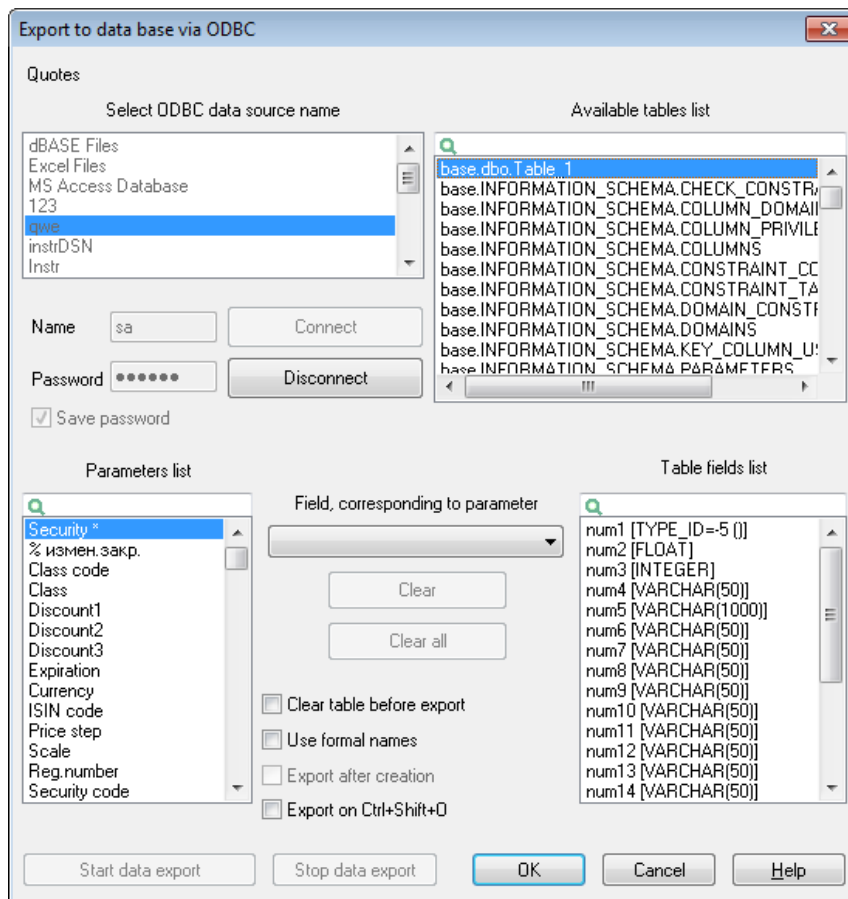 Export to data base via ODBC
Quotes
Select ODBC data source name
dBASE Files
Excel Files
MS Access Database
123
qwe
instrDSN
Instr
Available tables list
base.dbo.Table_1
base.INFORMATION_SCHEMA.CHECK_CONSTRA
base.INFORMATION_SCHEMA.COLUMN_DOMAI
base.INFORMATION_SCHEMA.COLUMN_PRIVILE
base.INFORMATION_SCHEMA.COLUMNS
base.INFORMATION_SCHEMA.CONSTRAINT_CO
base.INFORMATION_SCHEMA.CONSTRAINT_TA
base.INFORMATION_SCHEMA.DOMAIN_CONSTR
base.INFORMATION_SCHEMA.DOMAINS
base.INFORMATION_SCHEMA.KEY_COLUMN_US
base.INFORMATION_SCHEMA.PARAMETERS
Name
sa
Connect
Password
●●●●●●
Disconnect
Save password
Parameters list
Security *
% измен.закр.
Class code
Class
Discount1
Discount2
Discount3
Expiration
Currency
ISIN code
Price step
Scale
Reg.number
Security code
Field, corresponding to parameter
Clear
Clear all
Clear table before export
Use formal names
Export after creation
Export on Ctrl+Shift+O
Table fields list
num1 [TYPE_ID=-5 ()]
num2 [FLOAT]
num3 [INTEGER]
num4 [VARCHAR(50)]
num5 [VARCHAR(1000)]
num6 [VARCHAR(50)]
num7 [VARCHAR(50)]
num8 [VARCHAR(50)]
num9 [VARCHAR(50)]
num10 [VARCHAR(50)]
num11 [VARCHAR(50)]
num12 [VARCHAR(50)]
num13 [VARCHAR(50)]
num14 [VARCHAR(50)]
Start data export
Stop data export
OK
Cancel
Help